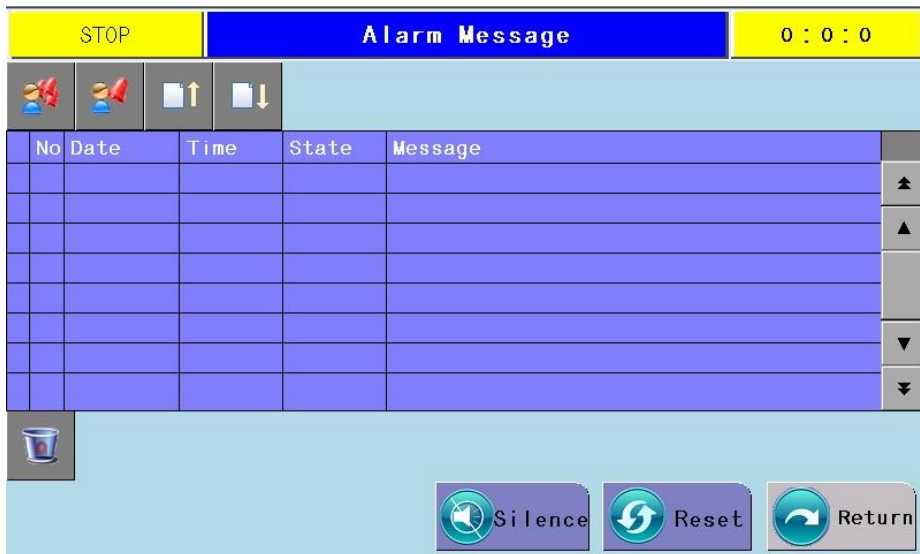 STOP Alarm Message 0:0:0
No Date Time State Message
Silence Reset Return